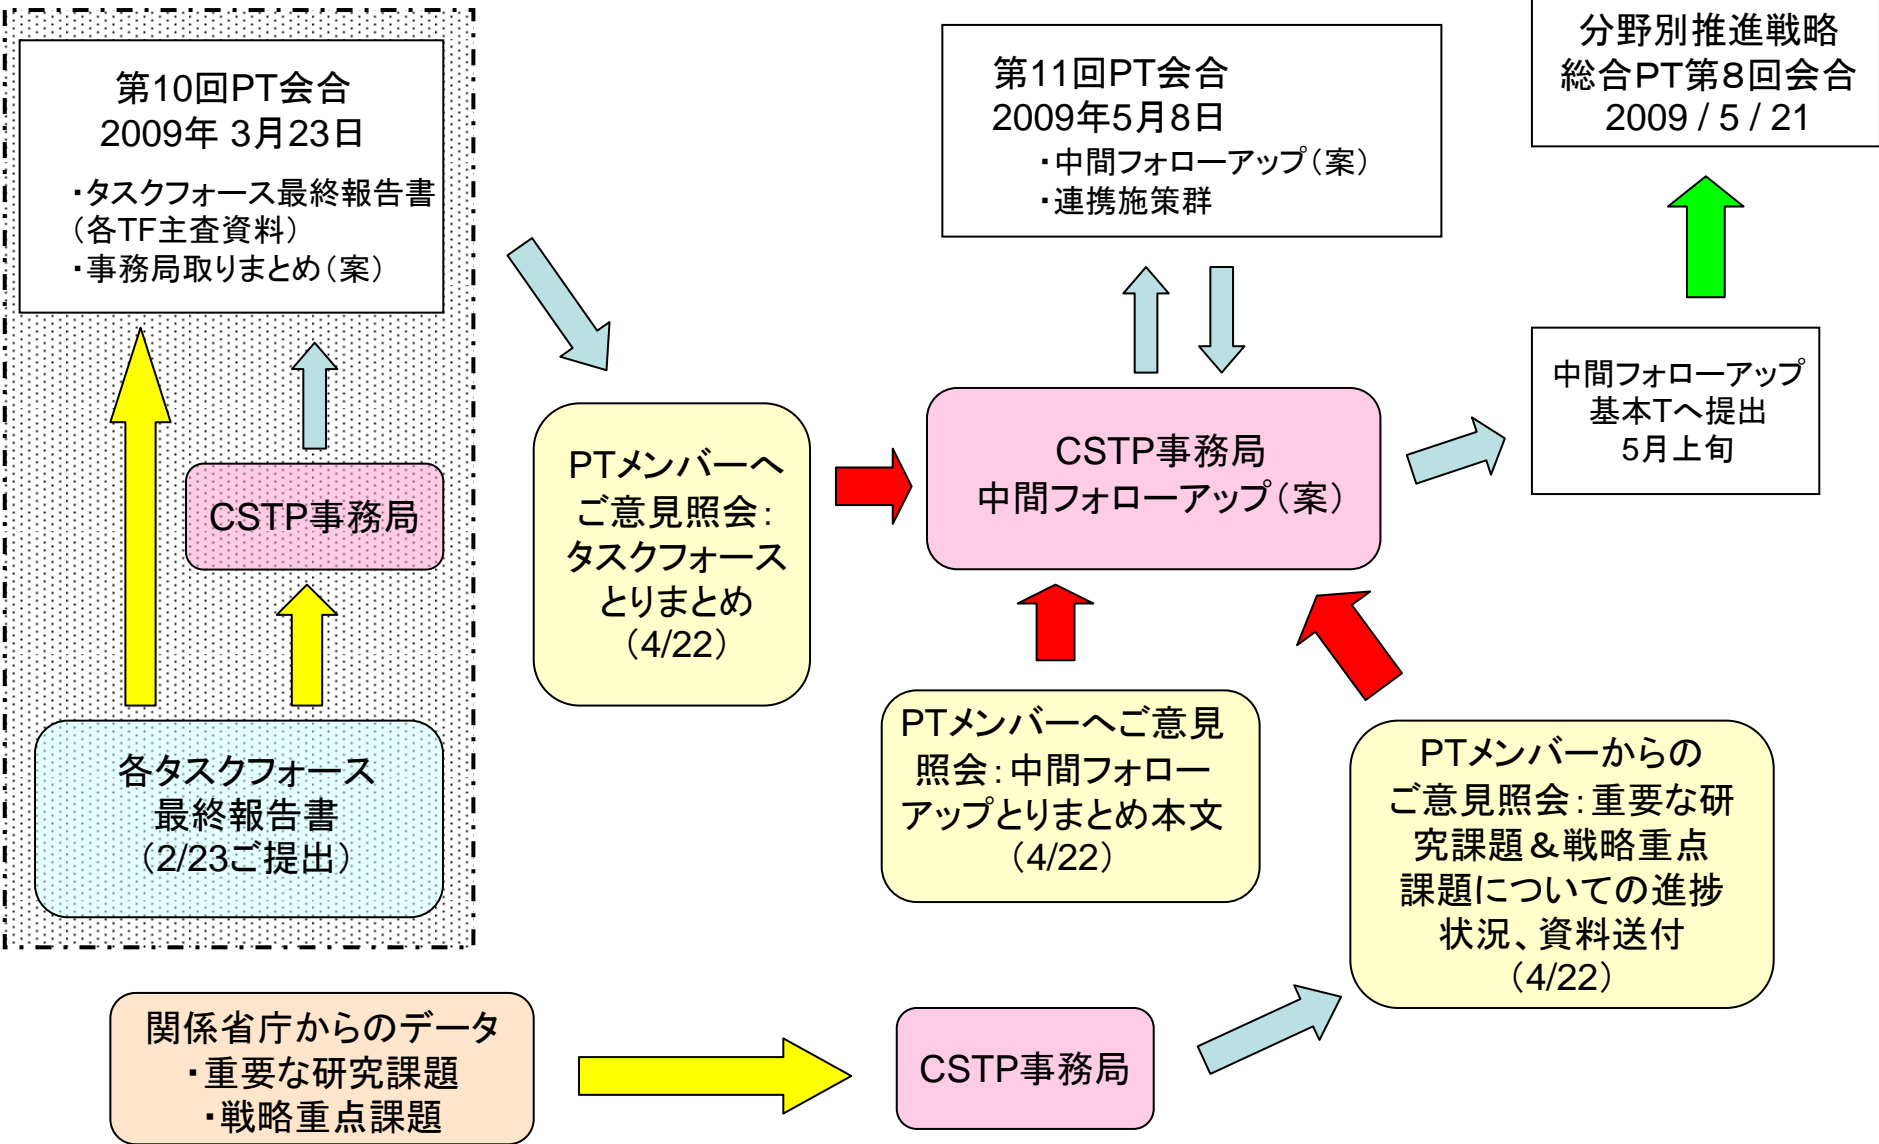 第10回PT会合
2009年 3月23日
・タスクフォース最終報告書
（各TF主査資料）
・事務局取りまとめ（案）
CSTP事務局
各タスクフォース
最終報告書
（2/23ご提出）
PTメンバーへ
ご意見照会：
タスクフォース
とりまとめ
（4/22）
第11回PT会合
2009年5月8日
・中間フォローアップ（案）
・連携施策群
CSTP事務局
中間フォローアップ（案）
分野別推進戦略
総合PT第8回会合
2009 / 5 / 21
中間フォローアップ
基本Tへ提出
5月上旬
PTメンバーへご意見
照会：中間フォロー
アップとりまとめ本文
（4/22）
PTメンバーからの
ご意見照会：重要な研
究課題＆戦略重点
課題についての進捗
状況、資料送付
（4/22）
関係省庁からのデータ
・重要な研究課題
・戦略重点課題
CSTP事務局